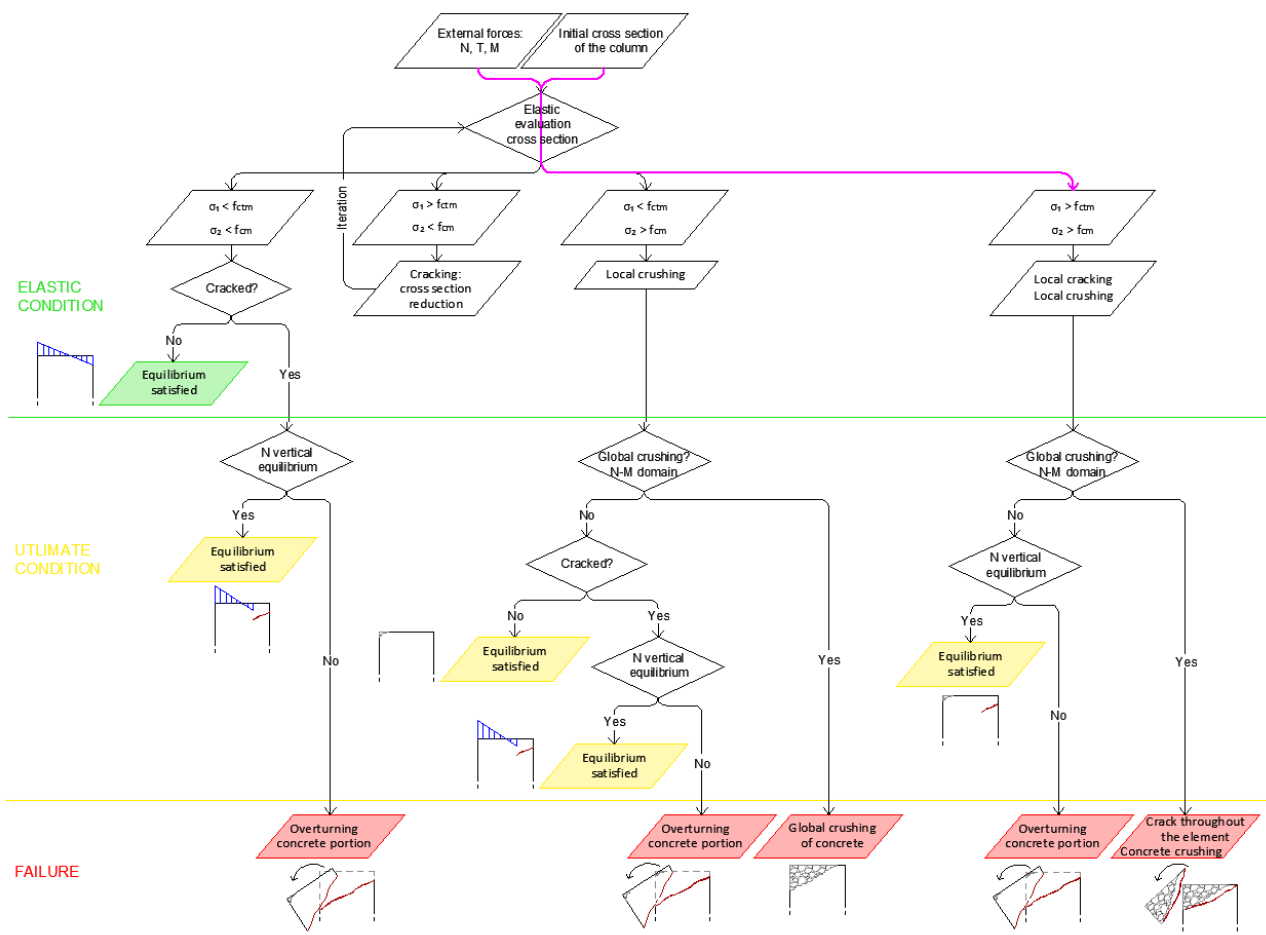 External forces:
N, T, M
Initial cross section
of the column
Elastic
evaluation
cross section
Iteration
σ₁ < fctm
σ₂ < fcm
σ₁ > fctm
σ₂ < fcm
σ₁ < fctm
σ₂ > fcm
σ₁ > fctm
σ₂ > fcm
Cracked?
Cracking:
cross section
reduction
Local crushing
Local cracking
Local crushing
ELASTIC
CONDITION
No
Yes
Equilibrium
satisfied
N vertical
equilibrium
Global crushing?
N-M domain
Global crushing?
N-M domain
Yes
No
No
UTLIMATE
CONDITION
Equilibrium
satisfied
Cracked?
N vertical
equilibrium
No
Yes
Yes
No
Equilibrium
satisfied
N vertical
equilibrium
Yes
Equilibrium
satisfied
Yes
Yes
No
Equilibrium
satisfied
No
Overturning
concrete portion
Overturning
concrete portion
Global crushing
of concrete
Overturning
concrete portion
Crack throughout
the element
Concrete crushing
FAILURE